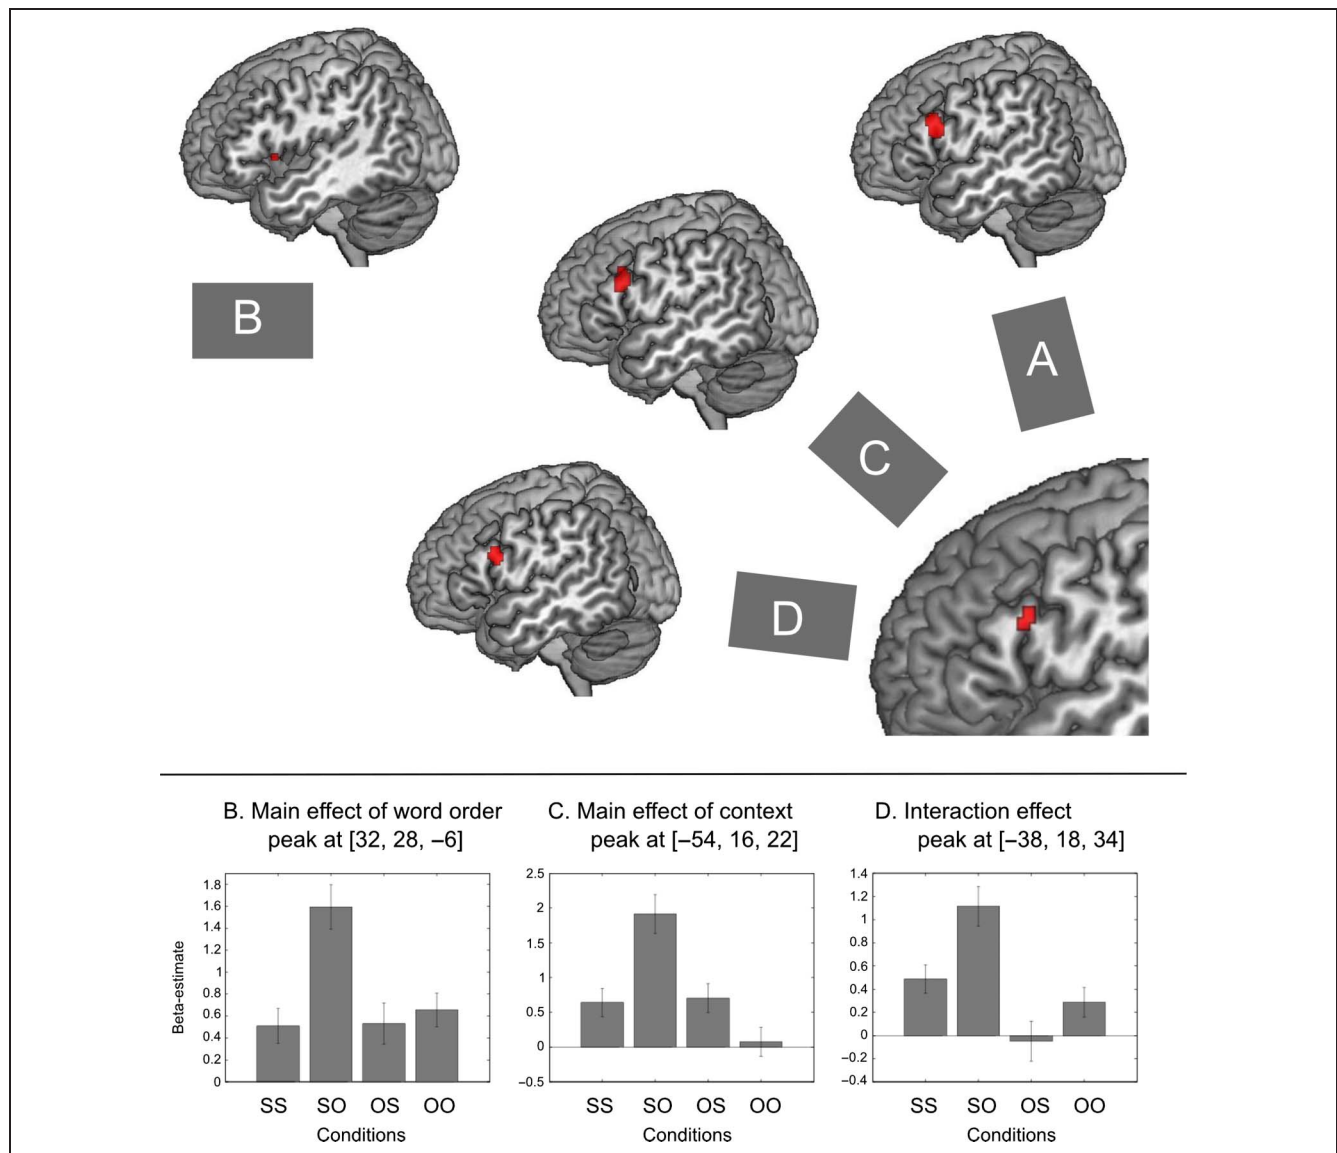 B
A
C
D
B. Main effect of word order
peak at [32, 28, −6]
C. Main effect of context
peak at [−54, 16, 22]
D. Interaction effect
peak at [−38, 18, 34]
Beta-estimate
1.8
1.6
1.4
1.2
1
0.8
0.6
0.4
0.2
0
SS SO OS OO
Conditions
2.5
2
1.5
1
0.5
0
−0.5
SS SO OS OO
Conditions
1.4
1.2
1
0.8
0.6
0.4
0.2
0
−0.2
−0.4
SS SO OS OO
Conditions